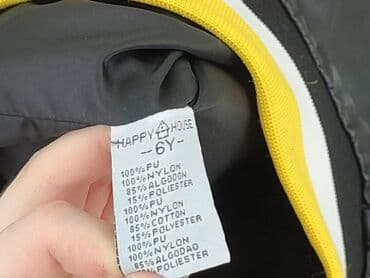 HAPPY HOUSE
--6Y--
100%PU
100%NYLON
85%ALGODON
15%POLIESTER
100%PU
100%NYLON
85%COTTON
15%POLYESTER
100%PU
100%NYLON
85%ALGODAO
POLIESTER